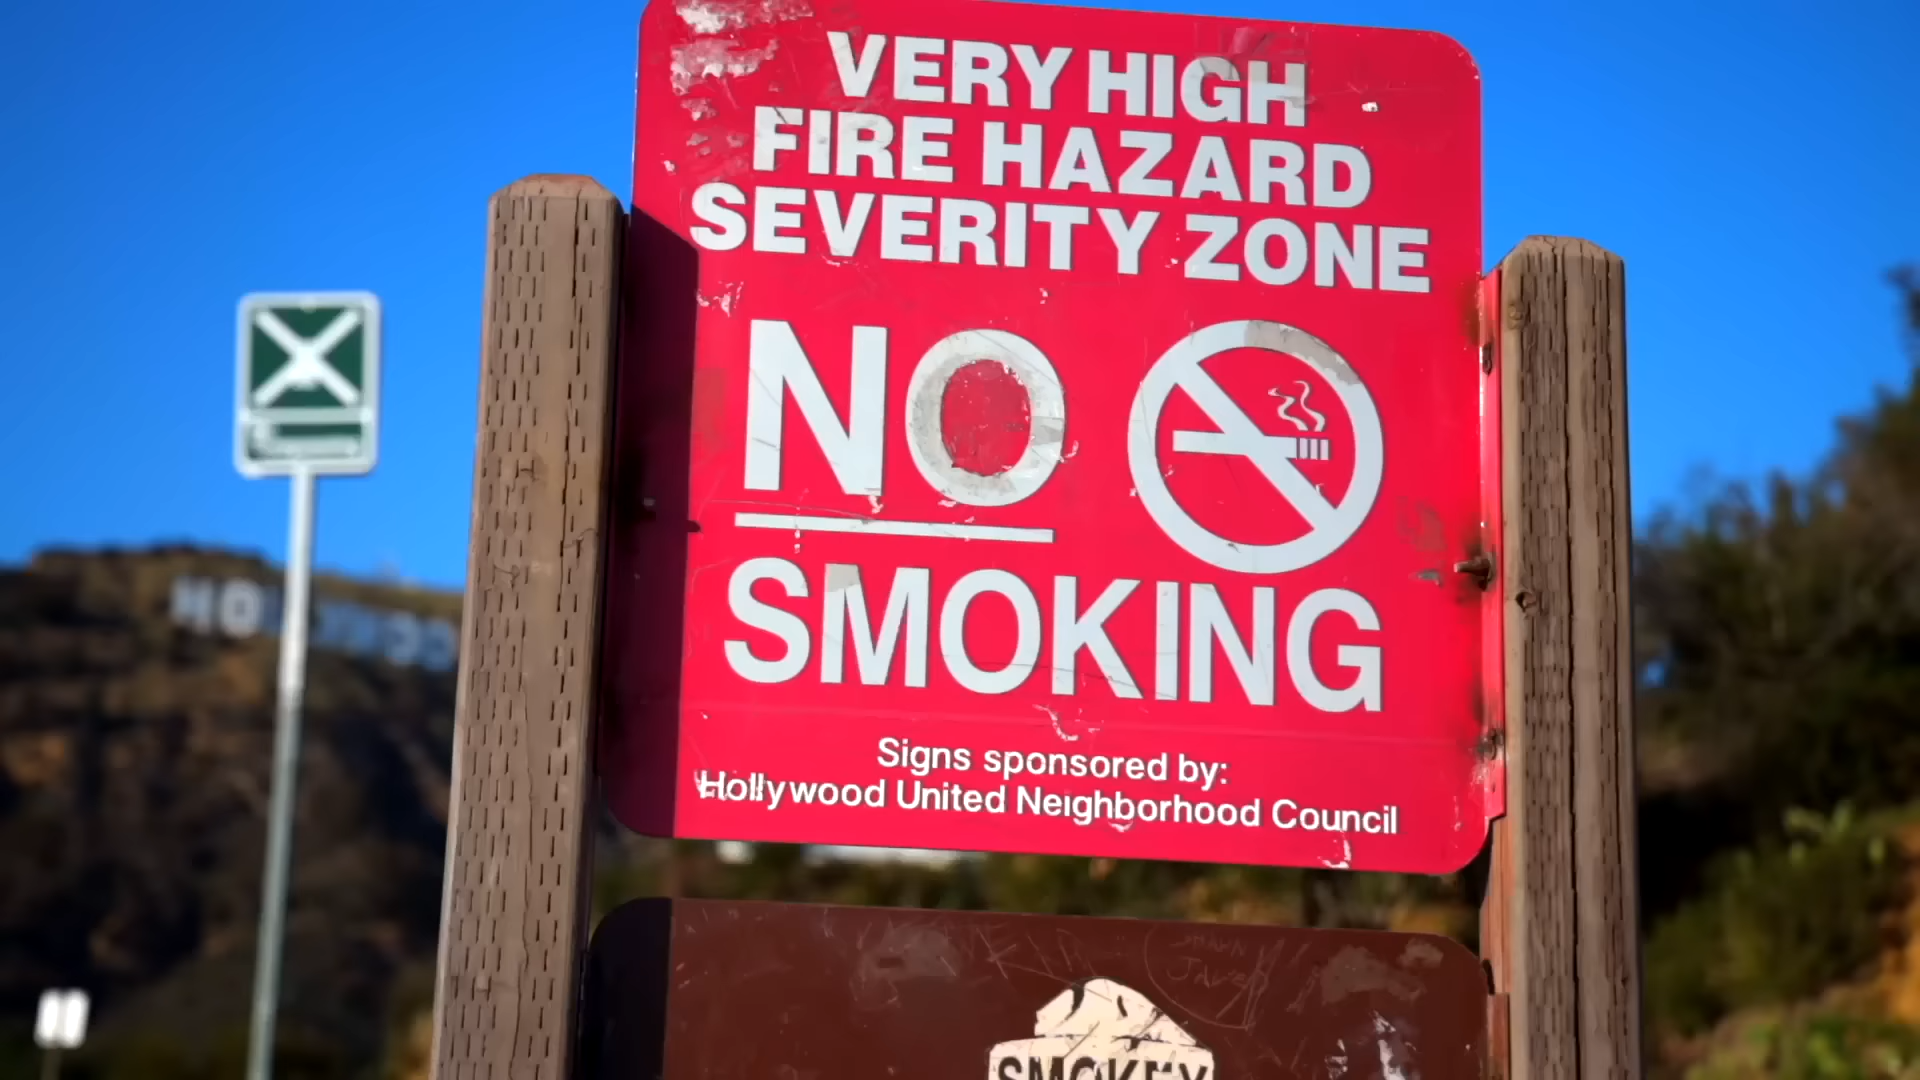 VERY HIGH
FIRE HAZARD
SEVERITY ZONE
NO
SMOKING
Signs sponsored by:
Hollywood United Neighborhood Council
SMOKEY